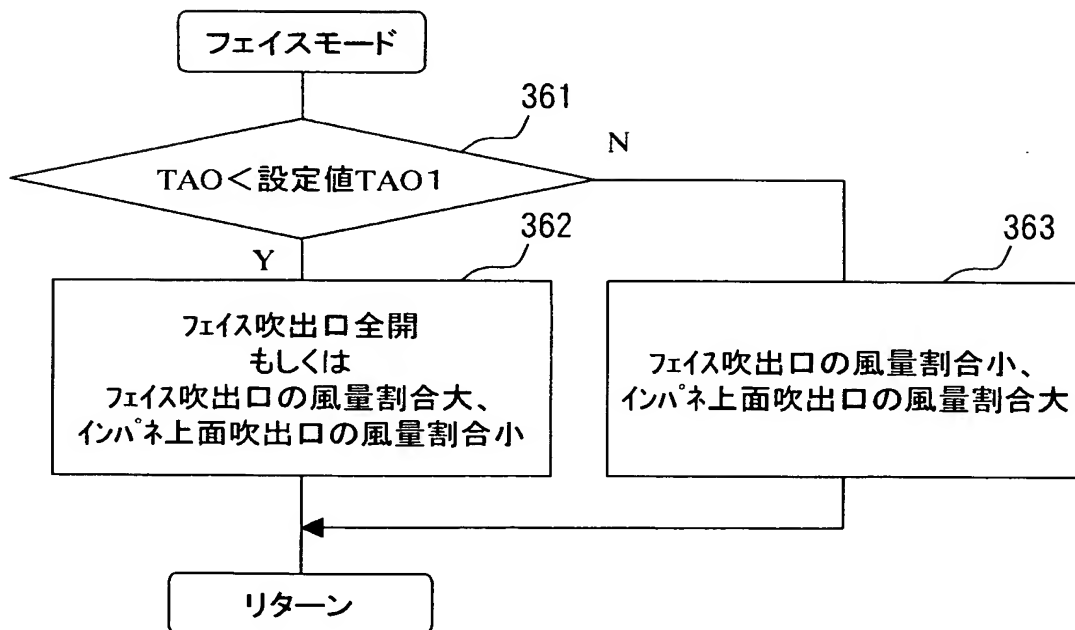 フェイスモード
361
N
TAO<設定値TAO1
362
363
Y
フェイス吹出口全開
もしくは
フェイス吹出口の風量割合大、
インパネ上面吹出口の風量割合小
フェイス吹出口の風量割合小、
インパネ上面吹出口の風量割合大
リターン